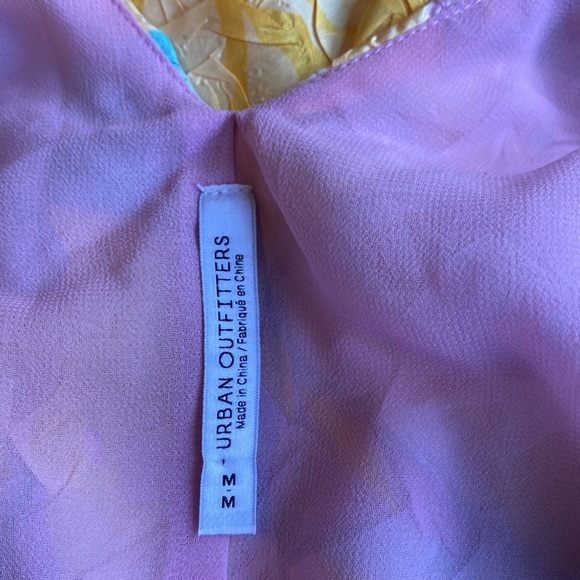 URBAN OUTFITTERS
Made in China / Fabriqué en Chine
M · M